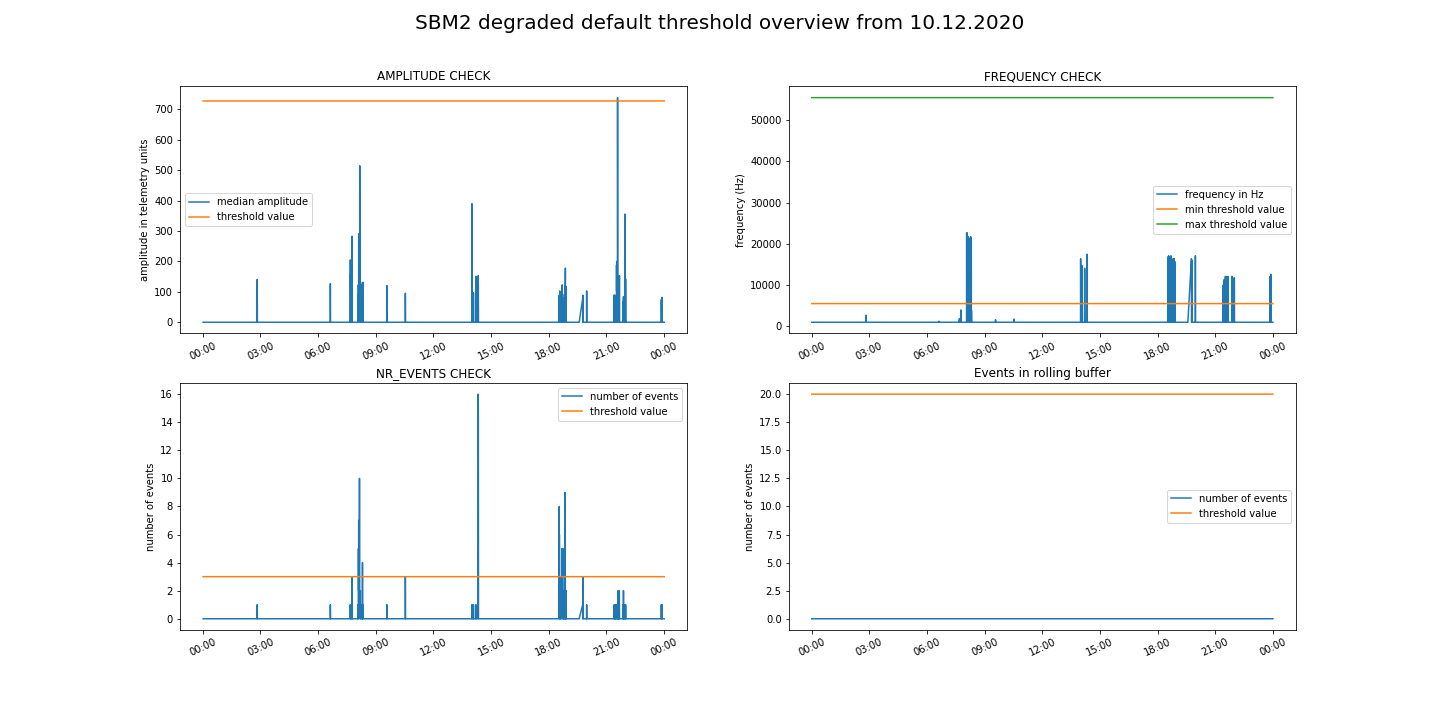 SBM2 degraded default threshold overview from 10.12.2020
AMPLITUDE CHECK
amplitude in telemetry units
700
600
500
400
300
200
100
0
median amplitude
threshold value
00:00 03:00 06:00 09:00 12:00 15:00 18:00 21:00 00:00
FREQUENCY CHECK
frequency (Hz)
50000
40000
30000
20000
10000
0
frequency in Hz
min threshold value
max threshold value
00:00 03:00 06:00 09:00 12:00 15:00 18:00 21:00 00:00
NR_EVENTS CHECK
number of events
16
14
12
10
8
6
4
2
0
number of events
threshold value
00:00 03:00 06:00 09:00 12:00 15:00 18:00 21:00 00:00
Events in rolling buffer
number of events
20.0
17.5
15.0
12.5
10.0
7.5
5.0
2.5
0.0
number of events
threshold value
00:00 03:00 06:00 09:00 12:00 15:00 18:00 21:00 00:00